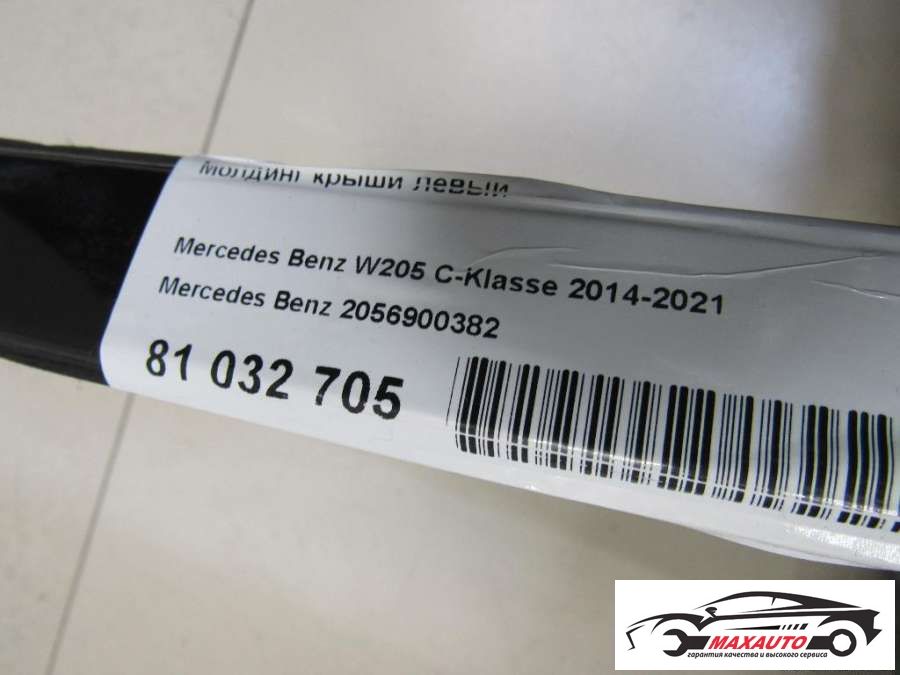 Молдинг крыши левый
Mercedes Benz W205 C-Klasse 2014-2021
Mercedes Benz 2056900382
81 032 705
MAXAUTO
гарантия качества и высокого сервиса